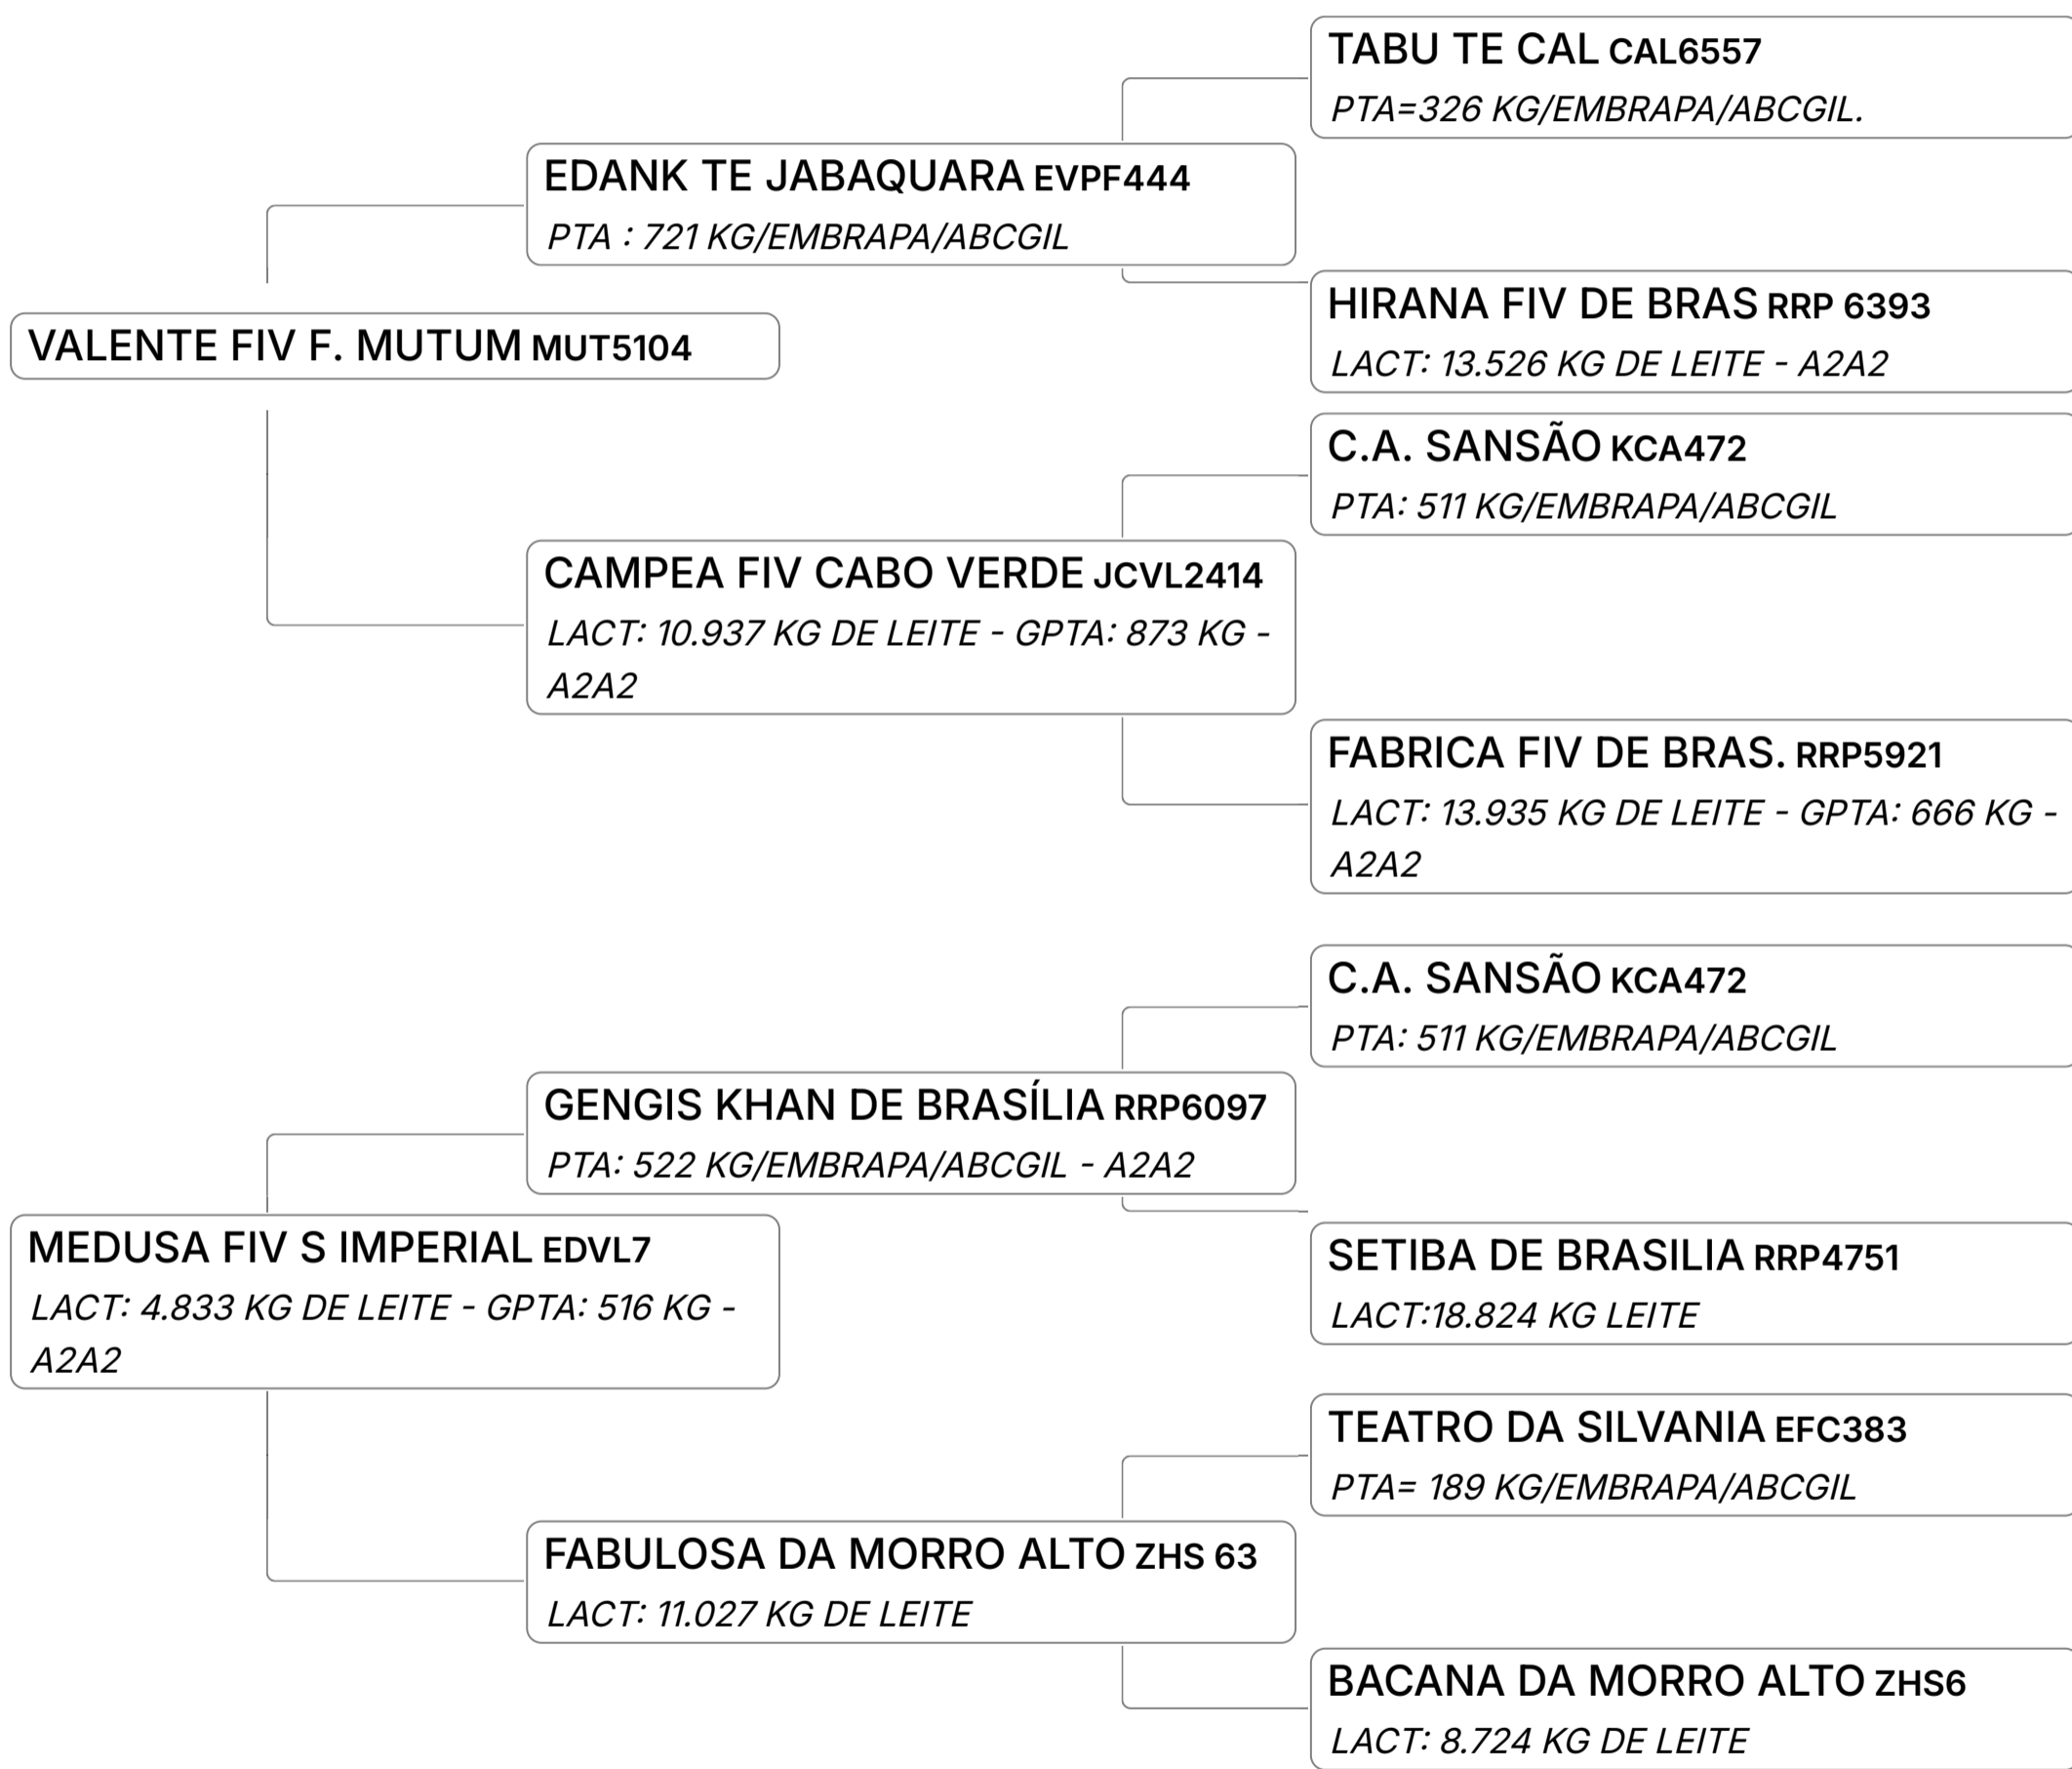 TABU TE CAL CAL6557
PTA=326 KG/EMBRAPA/ABCGIL.
EDANK TE JABAQUARA EVPF444
PTA : 721 KG/EMBRAPA/ABCGIL
HIRANA FIV DE BRAS RRP 6393
LACT: 13.526 KG DE LEITE - A2A2
VALENTE FIV F. MUTUM MUT5104
C.A. SANSÃO KCA472
PTA: 511 KG/EMBRAPA/ABCGIL
CAMPEA FIV CABO VERDE JCVL2414
LACT: 10.937 KG DE LEITE - GPTA: 873 KG -
A2A2
FABRICA FIV DE BRAS. RRP5921
LACT: 13.935 KG DE LEITE - GPTA: 666 KG -
A2A2
C.A. SANSÃO KCA472
PTA: 511 KG/EMBRAPA/ABCGIL
GENGIS KHAN DE BRASÍLIA RRP6097
PTA: 522 KG/EMBRAPA/ABCGIL - A2A2
SETIBA DE BRASILIA RRP4751
LACT:18.824 KG LEITE
MEDUSA FIV S IMPERIAL EDVL7
LACT: 4.833 KG DE LEITE - GPTA: 516 KG -
A2A2
TEATRO DA SILVANIA EFC383
PTA= 189 KG/EMBRAPA/ABCGIL
FABULOSA DA MORRO ALTO ZHS 63
LACT: 11.027 KG DE LEITE
BACANA DA MORRO ALTO ZHS6
LACT: 8.724 KG DE LEITE